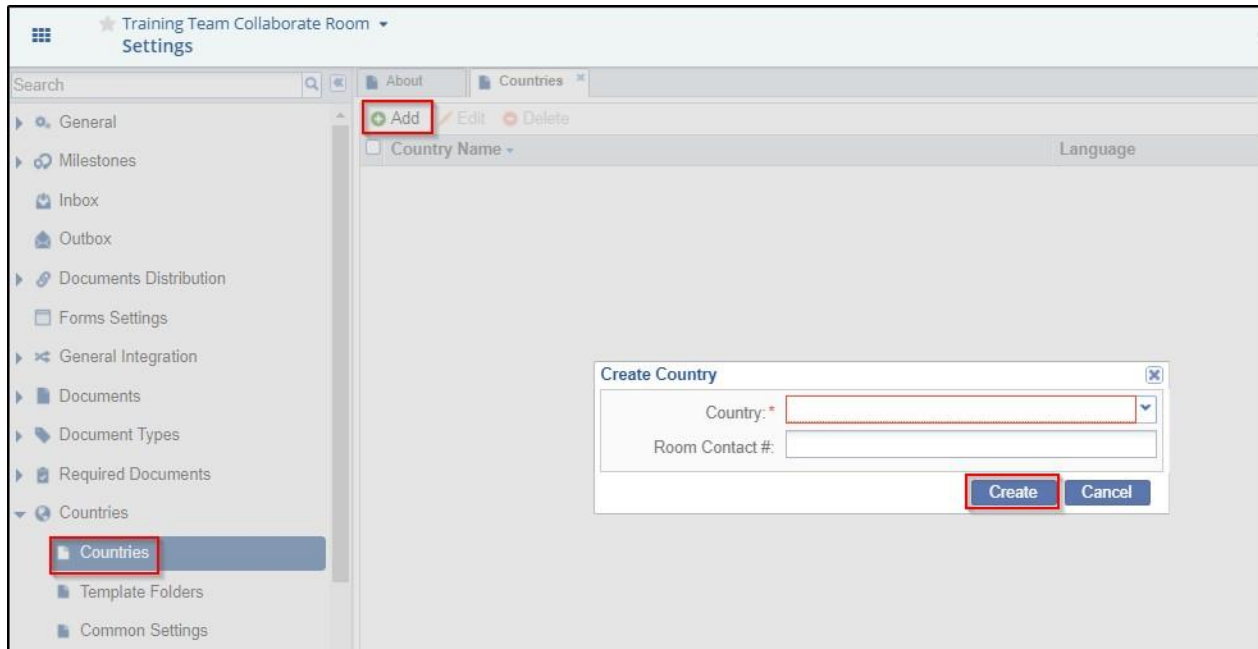 Training Team Collaborate Room
Settings
Search
About
Countries
General
Add
Edit
Delete
Country Name
Language
Milestones
Inbox
Outbox
Documents Distribution
Forms Settings
General Integration
Documents
Document Types
Required Documents
Countries
Countries
Template Folders
Common Settings
Create Country
Country:*
Room Contact #:
Create
Cancel